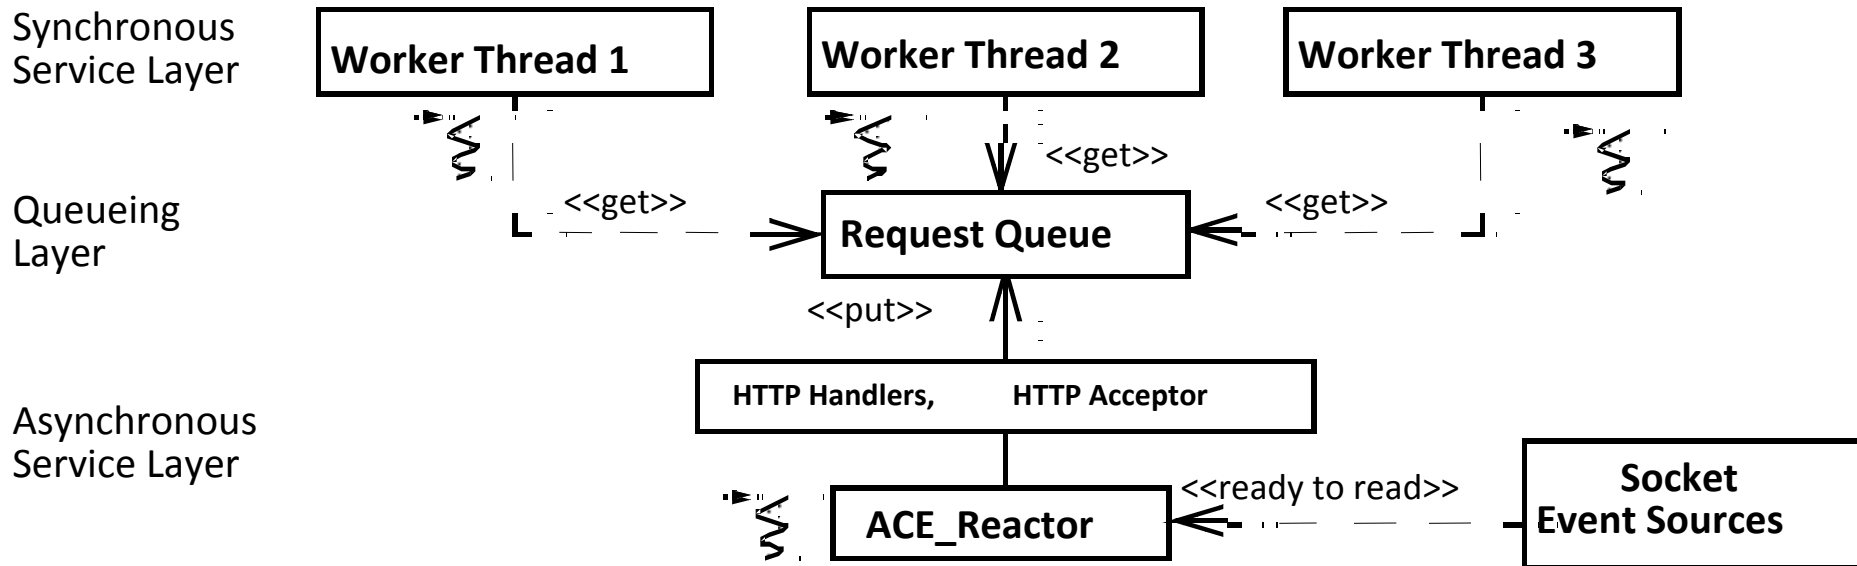 Synchronous
Service Layer
Worker Thread 1
Worker Thread 2
Worker Thread 3
<<get>>
<<get>>
<<get>>
Queueing
Layer
Request Queue
<<put>>
HTTP Handlers, HTTP Acceptor
Asynchronous
Service Layer
<<ready to read>>
ACE_Reactor
Socket
Event Sources